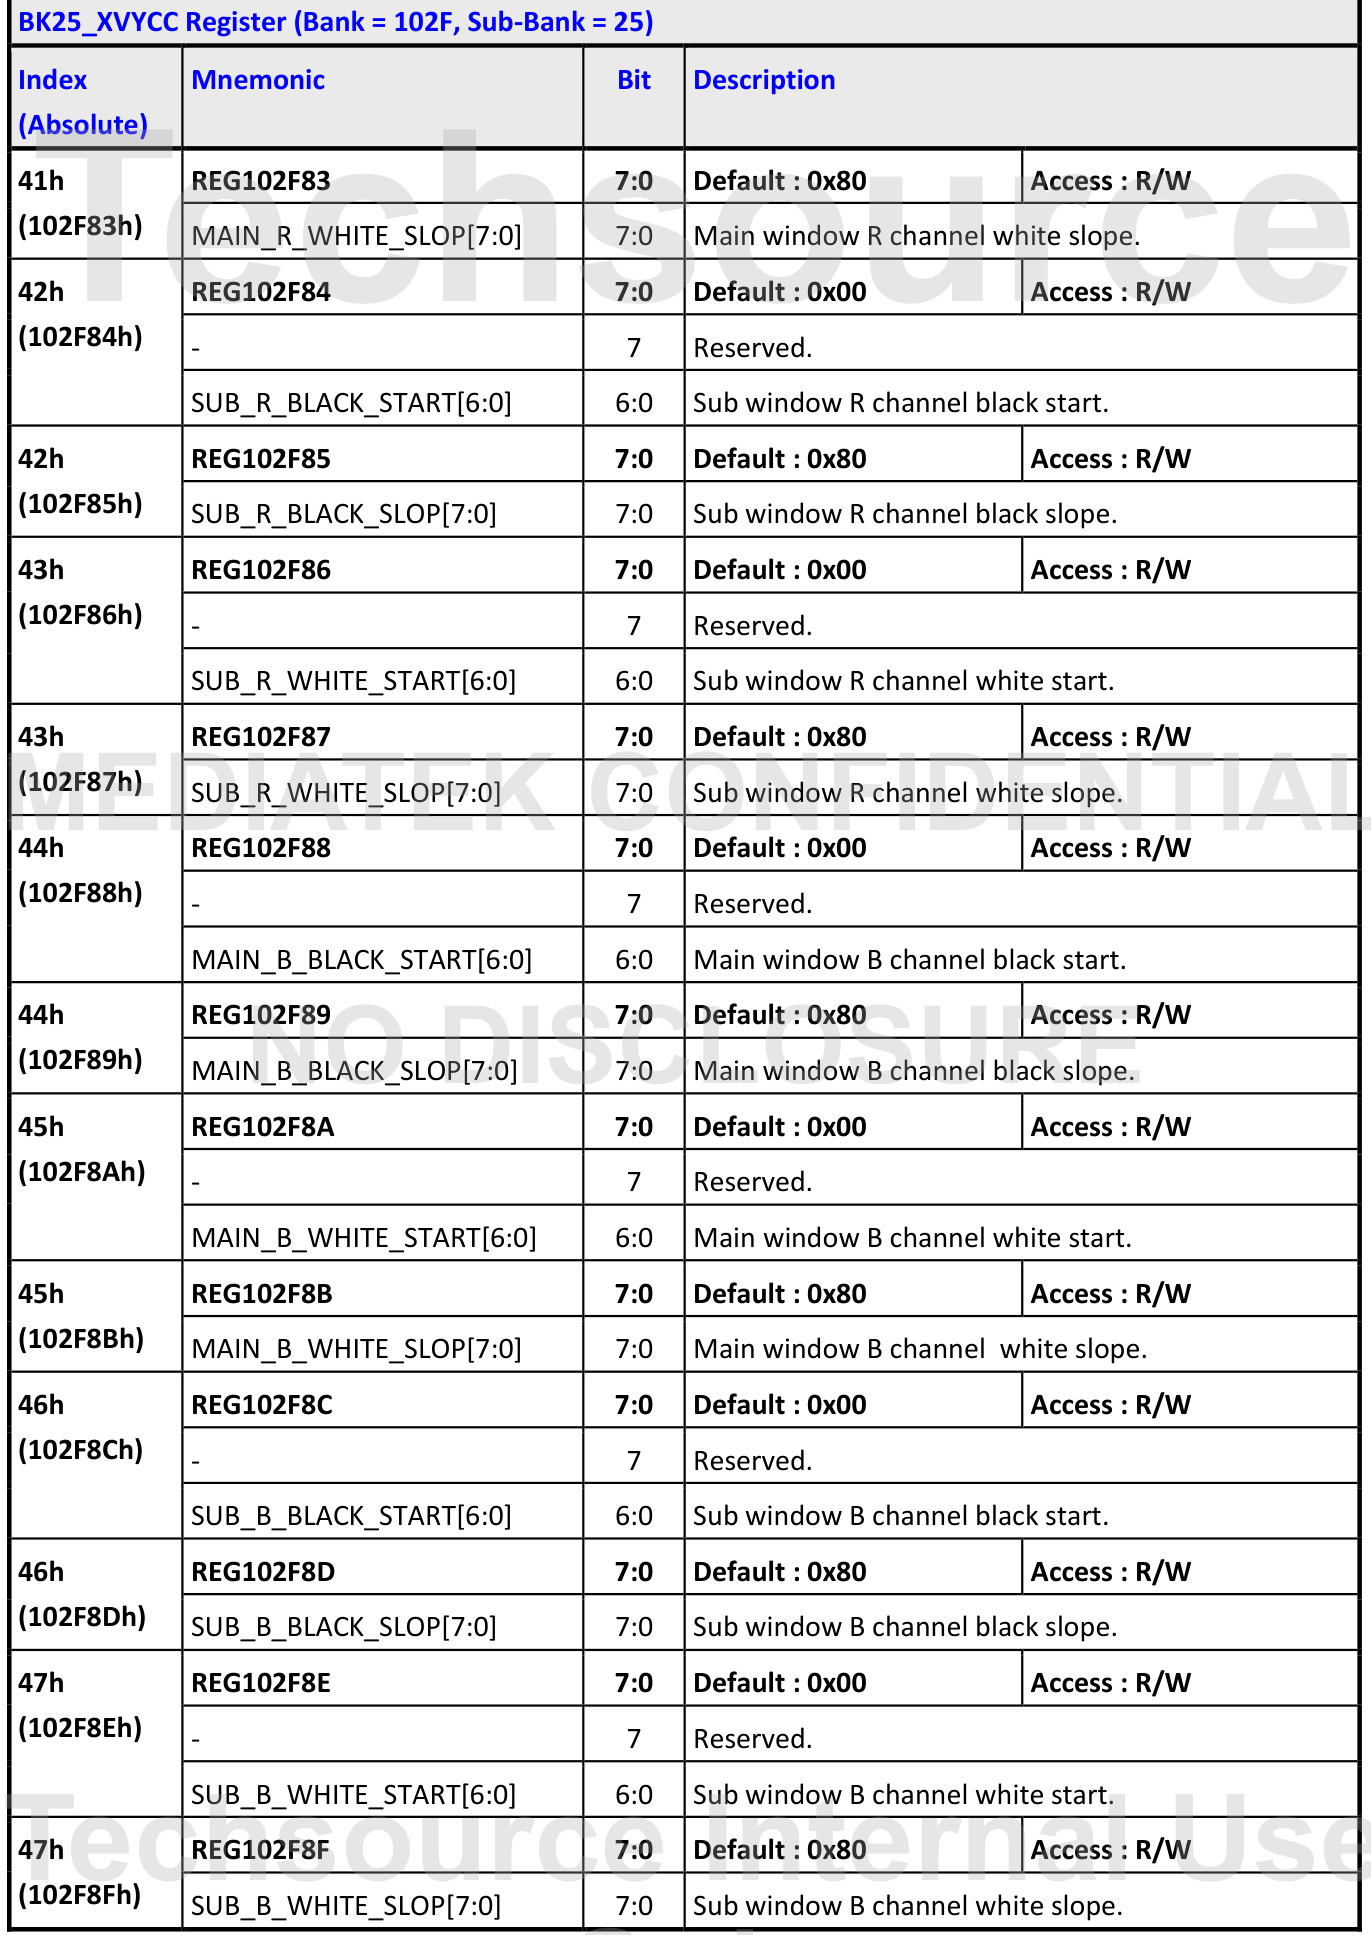 BK25_XVYCC Register (Bank = 102F, Sub-Bank = 25)
Index (Absolute) Mnemonic Bit Description
41h (102F83h) REG102F83 7:0 Default : 0x80 Access : R/W
MAIN_R_WHITE_SLOP[7:0] 7:0 Main window R channel white slope.
42h (102F84h) REG102F84 7:0 Default : 0x00 Access : R/W
- 7 Reserved.
SUB_R_BLACK_START[6:0] 6:0 Sub window R channel black start.
42h (102F85h) REG102F85 7:0 Default : 0x80 Access : R/W
SUB_R_BLACK_SLOP[7:0] 7:0 Sub window R channel black slope.
43h (102F86h) REG102F86 7:0 Default : 0x00 Access : R/W
- 7 Reserved.
SUB_R_WHITE_START[6:0] 6:0 Sub window R channel white start.
43h (102F87h) REG102F87 7:0 Default : 0x80 Access : R/W
SUB_R_WHITE_SLOP[7:0] 7:0 Sub window R channel white slope.
44h (102F88h) REG102F88 7:0 Default : 0x00 Access : R/W
- 7 Reserved.
MAIN_B_BLACK_START[6:0] 6:0 Main window B channel black start.
44h (102F89h) REG102F89 7:0 Default : 0x80 Access : R/W
MAIN_B_BLACK_SLOP[7:0] 7:0 Main window B channel black slope.
45h (102F8Ah) REG102F8A 7:0 Default : 0x00 Access : R/W
- 7 Reserved.
MAIN_B_WHITE_START[6:0] 6:0 Main window B channel white start.
45h (102F8Bh) REG102F8B 7:0 Default : 0x80 Access : R/W
MAIN_B_WHITE_SLOP[7:0] 7:0 Main window B channel  white slope.
46h (102F8Ch) REG102F8C 7:0 Default : 0x00 Access : R/W
- 7 Reserved.
SUB_B_BLACK_START[6:0] 6:0 Sub window B channel black start.
46h (102F8Dh) REG102F8D 7:0 Default : 0x80 Access : R/W
SUB_B_BLACK_SLOP[7:0] 7:0 Sub window B channel black slope.
47h (102F8Eh) REG102F8E 7:0 Default : 0x00 Access : R/W
- 7 Reserved.
SUB_B_WHITE_START[6:0] 6:0 Sub window B channel white start.
47h (102F8Fh) REG102F8F 7:0 Default : 0x80 Access : R/W
SUB_B_WHITE_SLOP[7:0] 7:0 Sub window B channel white slope.
Techsource
MEDIATEK CONFIDENTIAL
NO DISCLOSURE
Techsource Internal Use